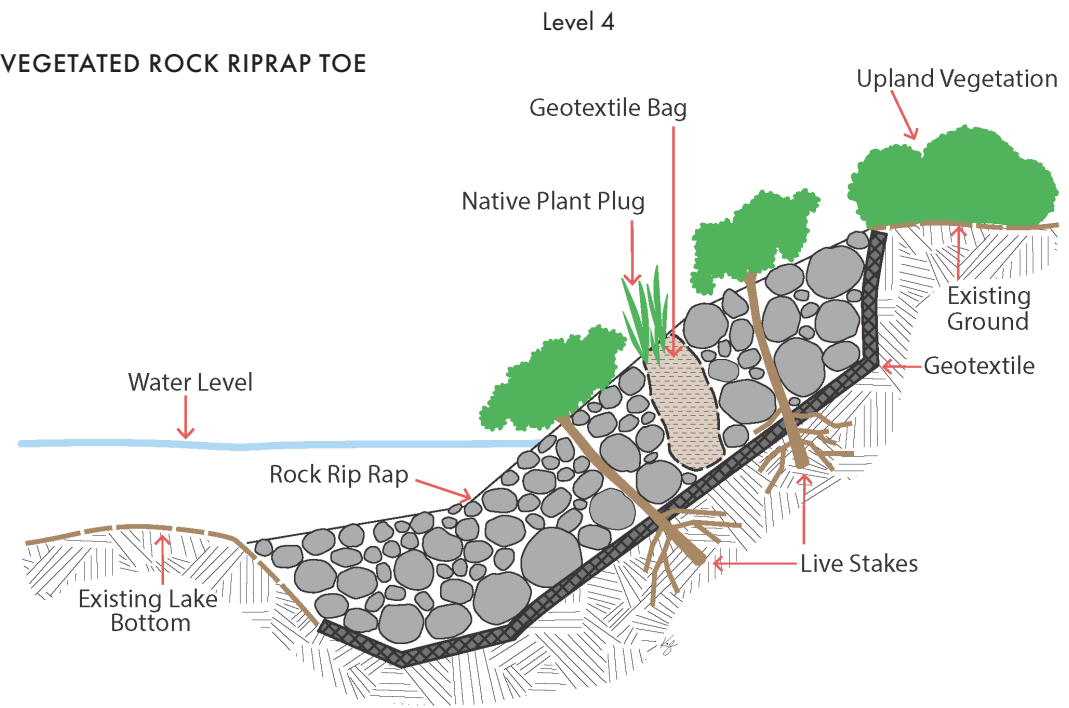 Level 4
VEGETATED ROCK RIPRAP TOE
Upland Vegetation
Geotextile Bag
Native Plant Plug
Existing
Ground
Geotextile
Water Level
Rock Rip Rap
Live Stakes
Existing Lake
Bottom